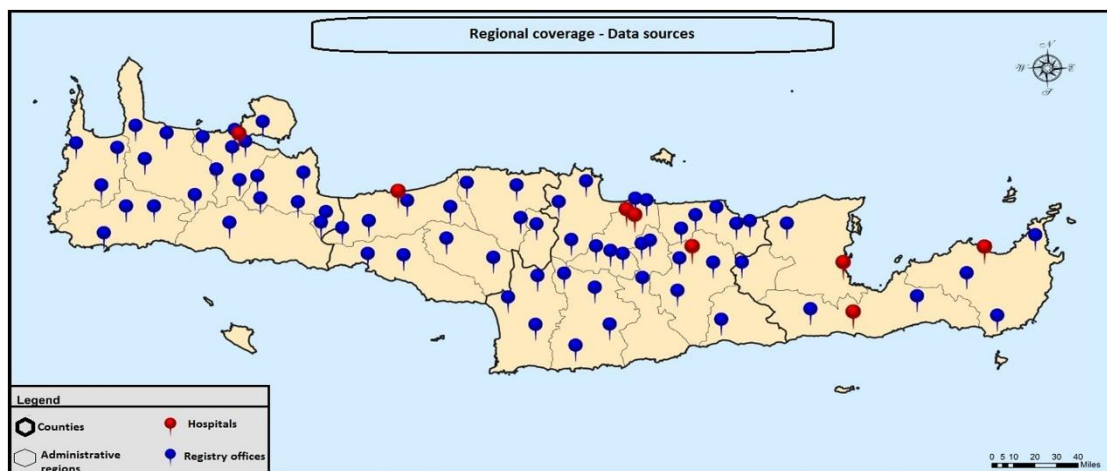 Regional coverage - Data sources
N
W E
S
Legend
Counties
Hospitals
Administrative
regions
Registry offices
0 5 10 20 30 40
Miles